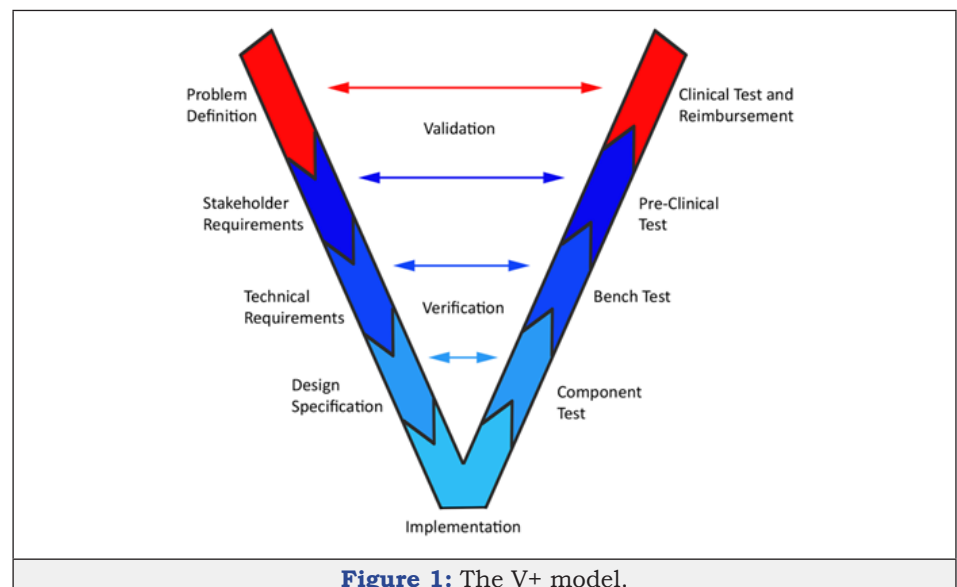 Problem
Definition
Clinical Test and
Reimbursement
Validation
Stakeholder
Requirements
Pre-Clinical
Test
Technical
Requirements
Verification
Bench Test
Design
Specification
Component
Test
Implementation
Figure 1: The V+ model.